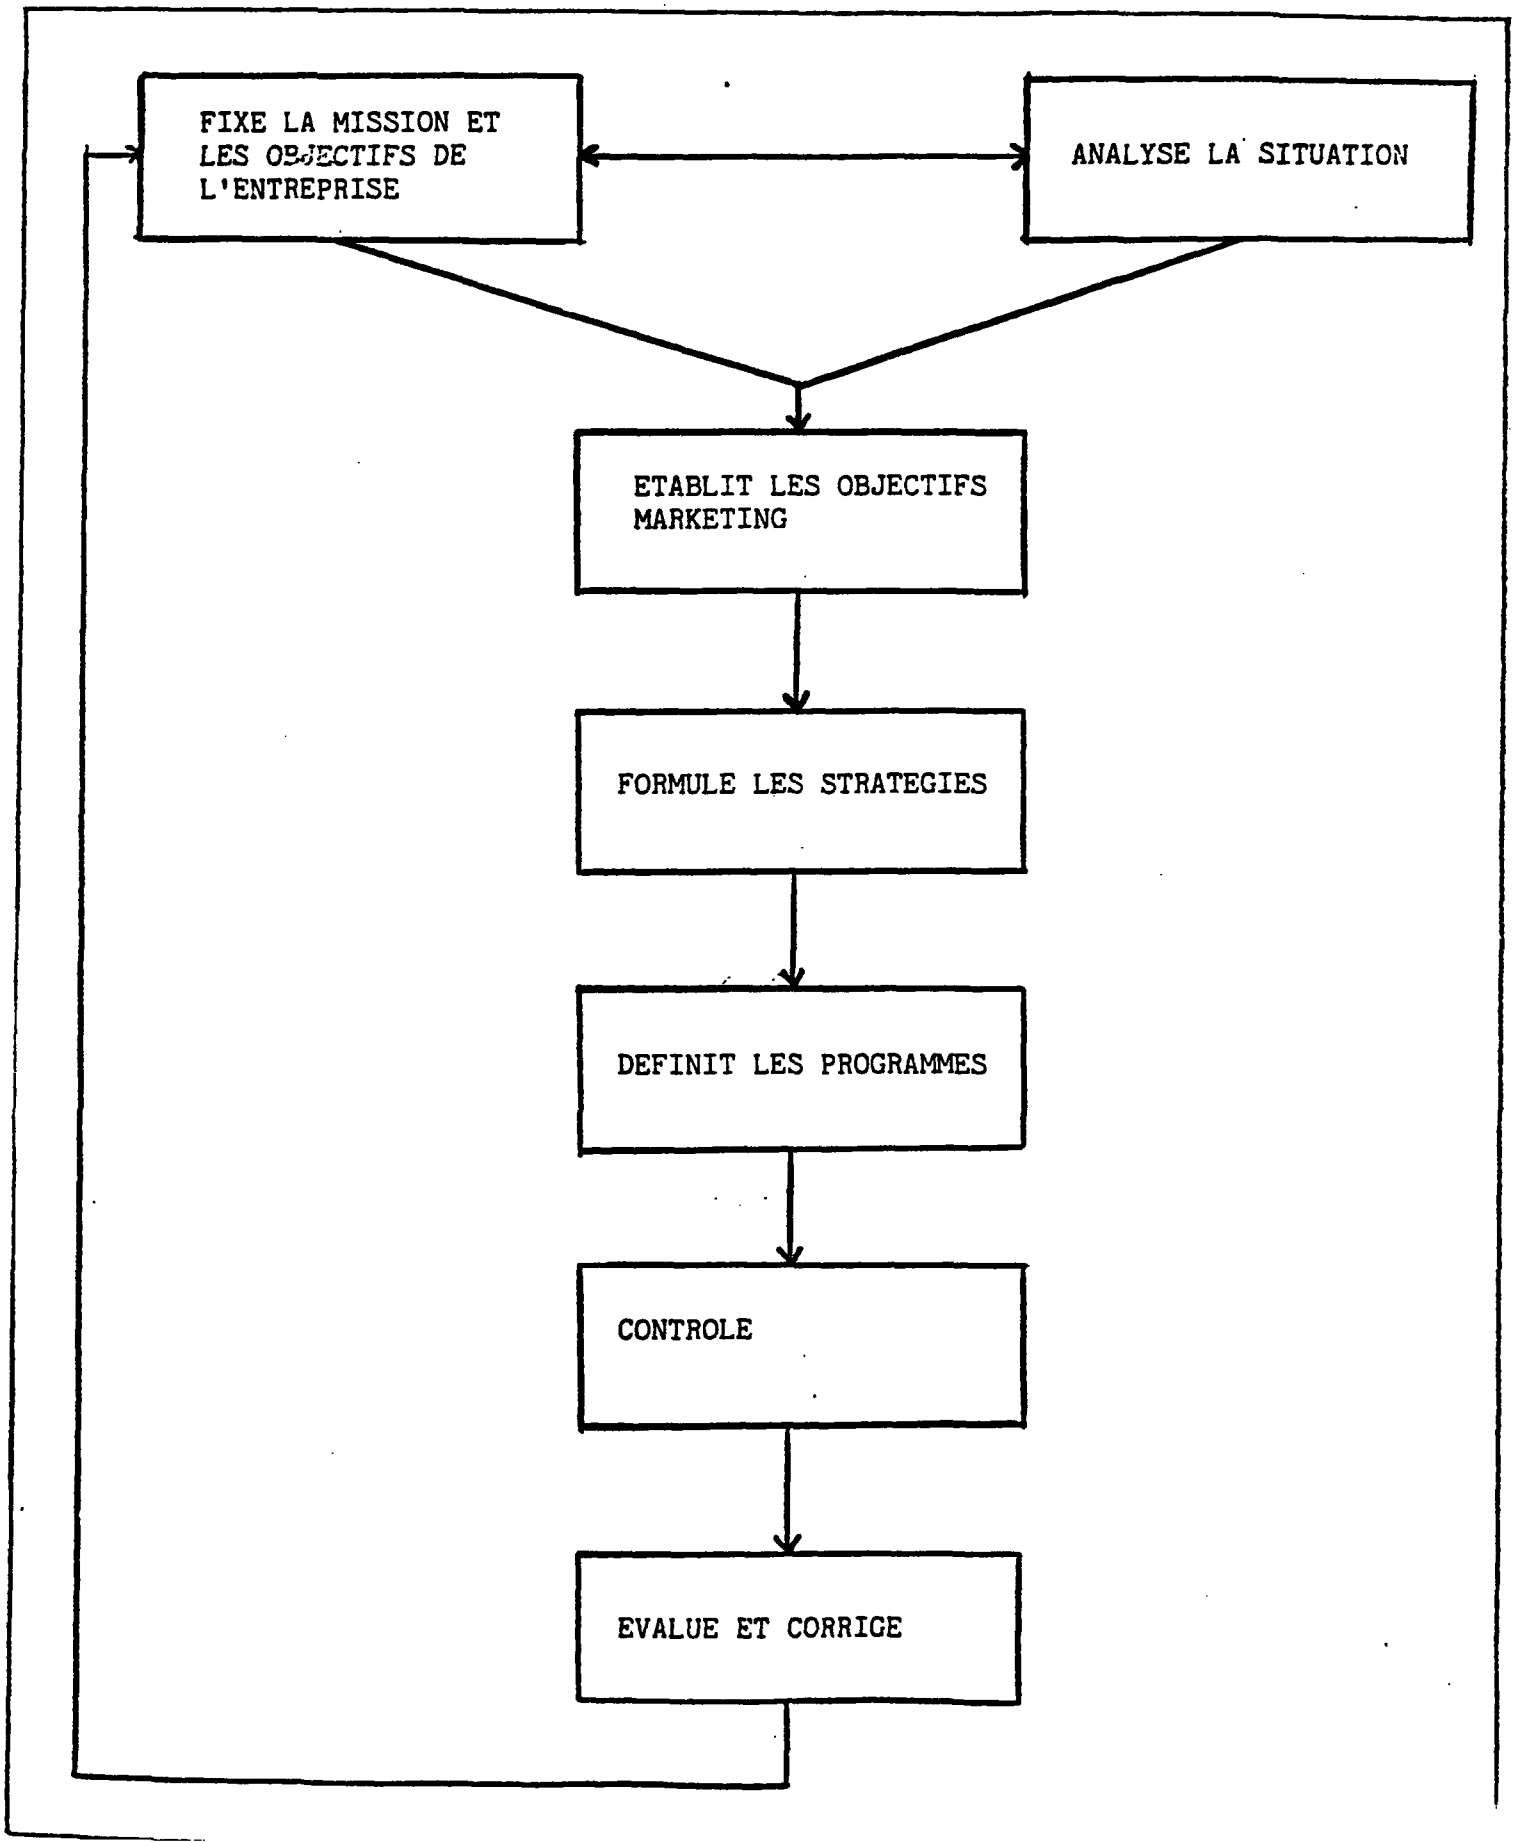 FIXE LA MISSION ET
LES OBJECTIFS DE
L'ENTREPRISE
ANALYSE LA SITUATION
ETABLIT LES OBJECTIFS
MARKETING
FORMULE LES STRATEGIES
DEFINIT LES PROGRAMMES
CONTROLE
EVALUE ET CORRIGE